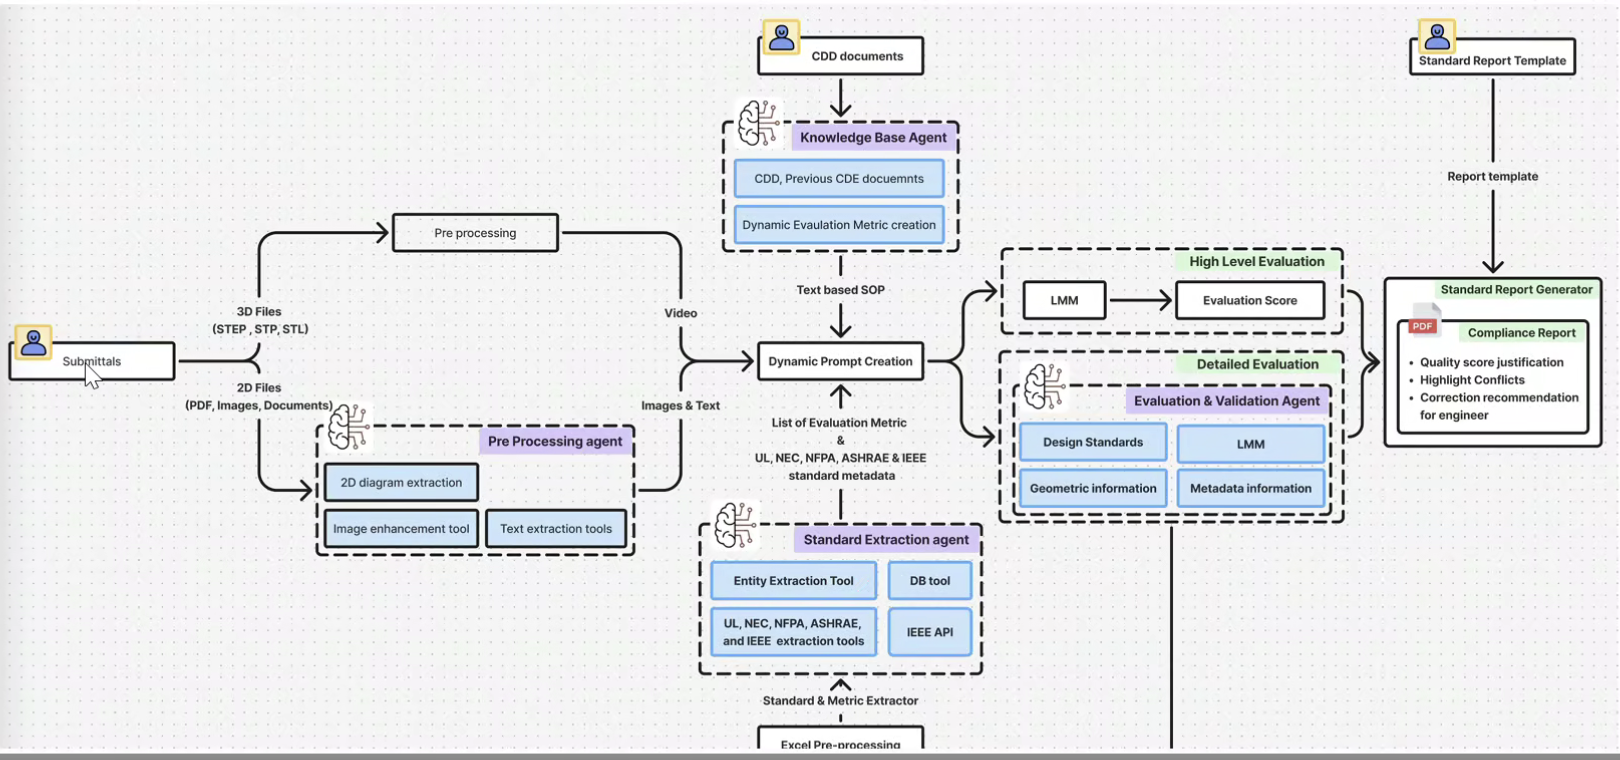 CDD documents
Standard Report Template
Knowledge Base Agent
CDD, Previous CDE docuemnts
Dynamic Evaulation Metric creation
Report template
Pre processing
Text based SOP
3D Files
(STEP , STP, STL)
Video
High Level Evaluation
LMM
Evaluation Score
Standard Report Generator
PDF
Compliance Report
• Quality score justification
• Highlight Conflicts
• Correction recommendation
for engineer
Submittals
Dynamic Prompt Creation
Detailed Evaluation
2D Files
(PDF, Images, Documents)
Images & Text
Evaluation & Validation Agent
Design Standards
LMM
Geometric information
Metadata information
List of Evaluation Metric
&
UL, NEC, NFPA, ASHRAE & IEEE
standard metadata
Pre Processing agent
2D diagram extraction
Image enhancement tool
Text extraction tools
Standard Extraction agent
Entity Extraction Tool
DB tool
UL, NEC, NFPA, ASHRAE,
and IEEE extraction tools
IEEE API
Standard & Metric Extractor
Excel Pre-processing